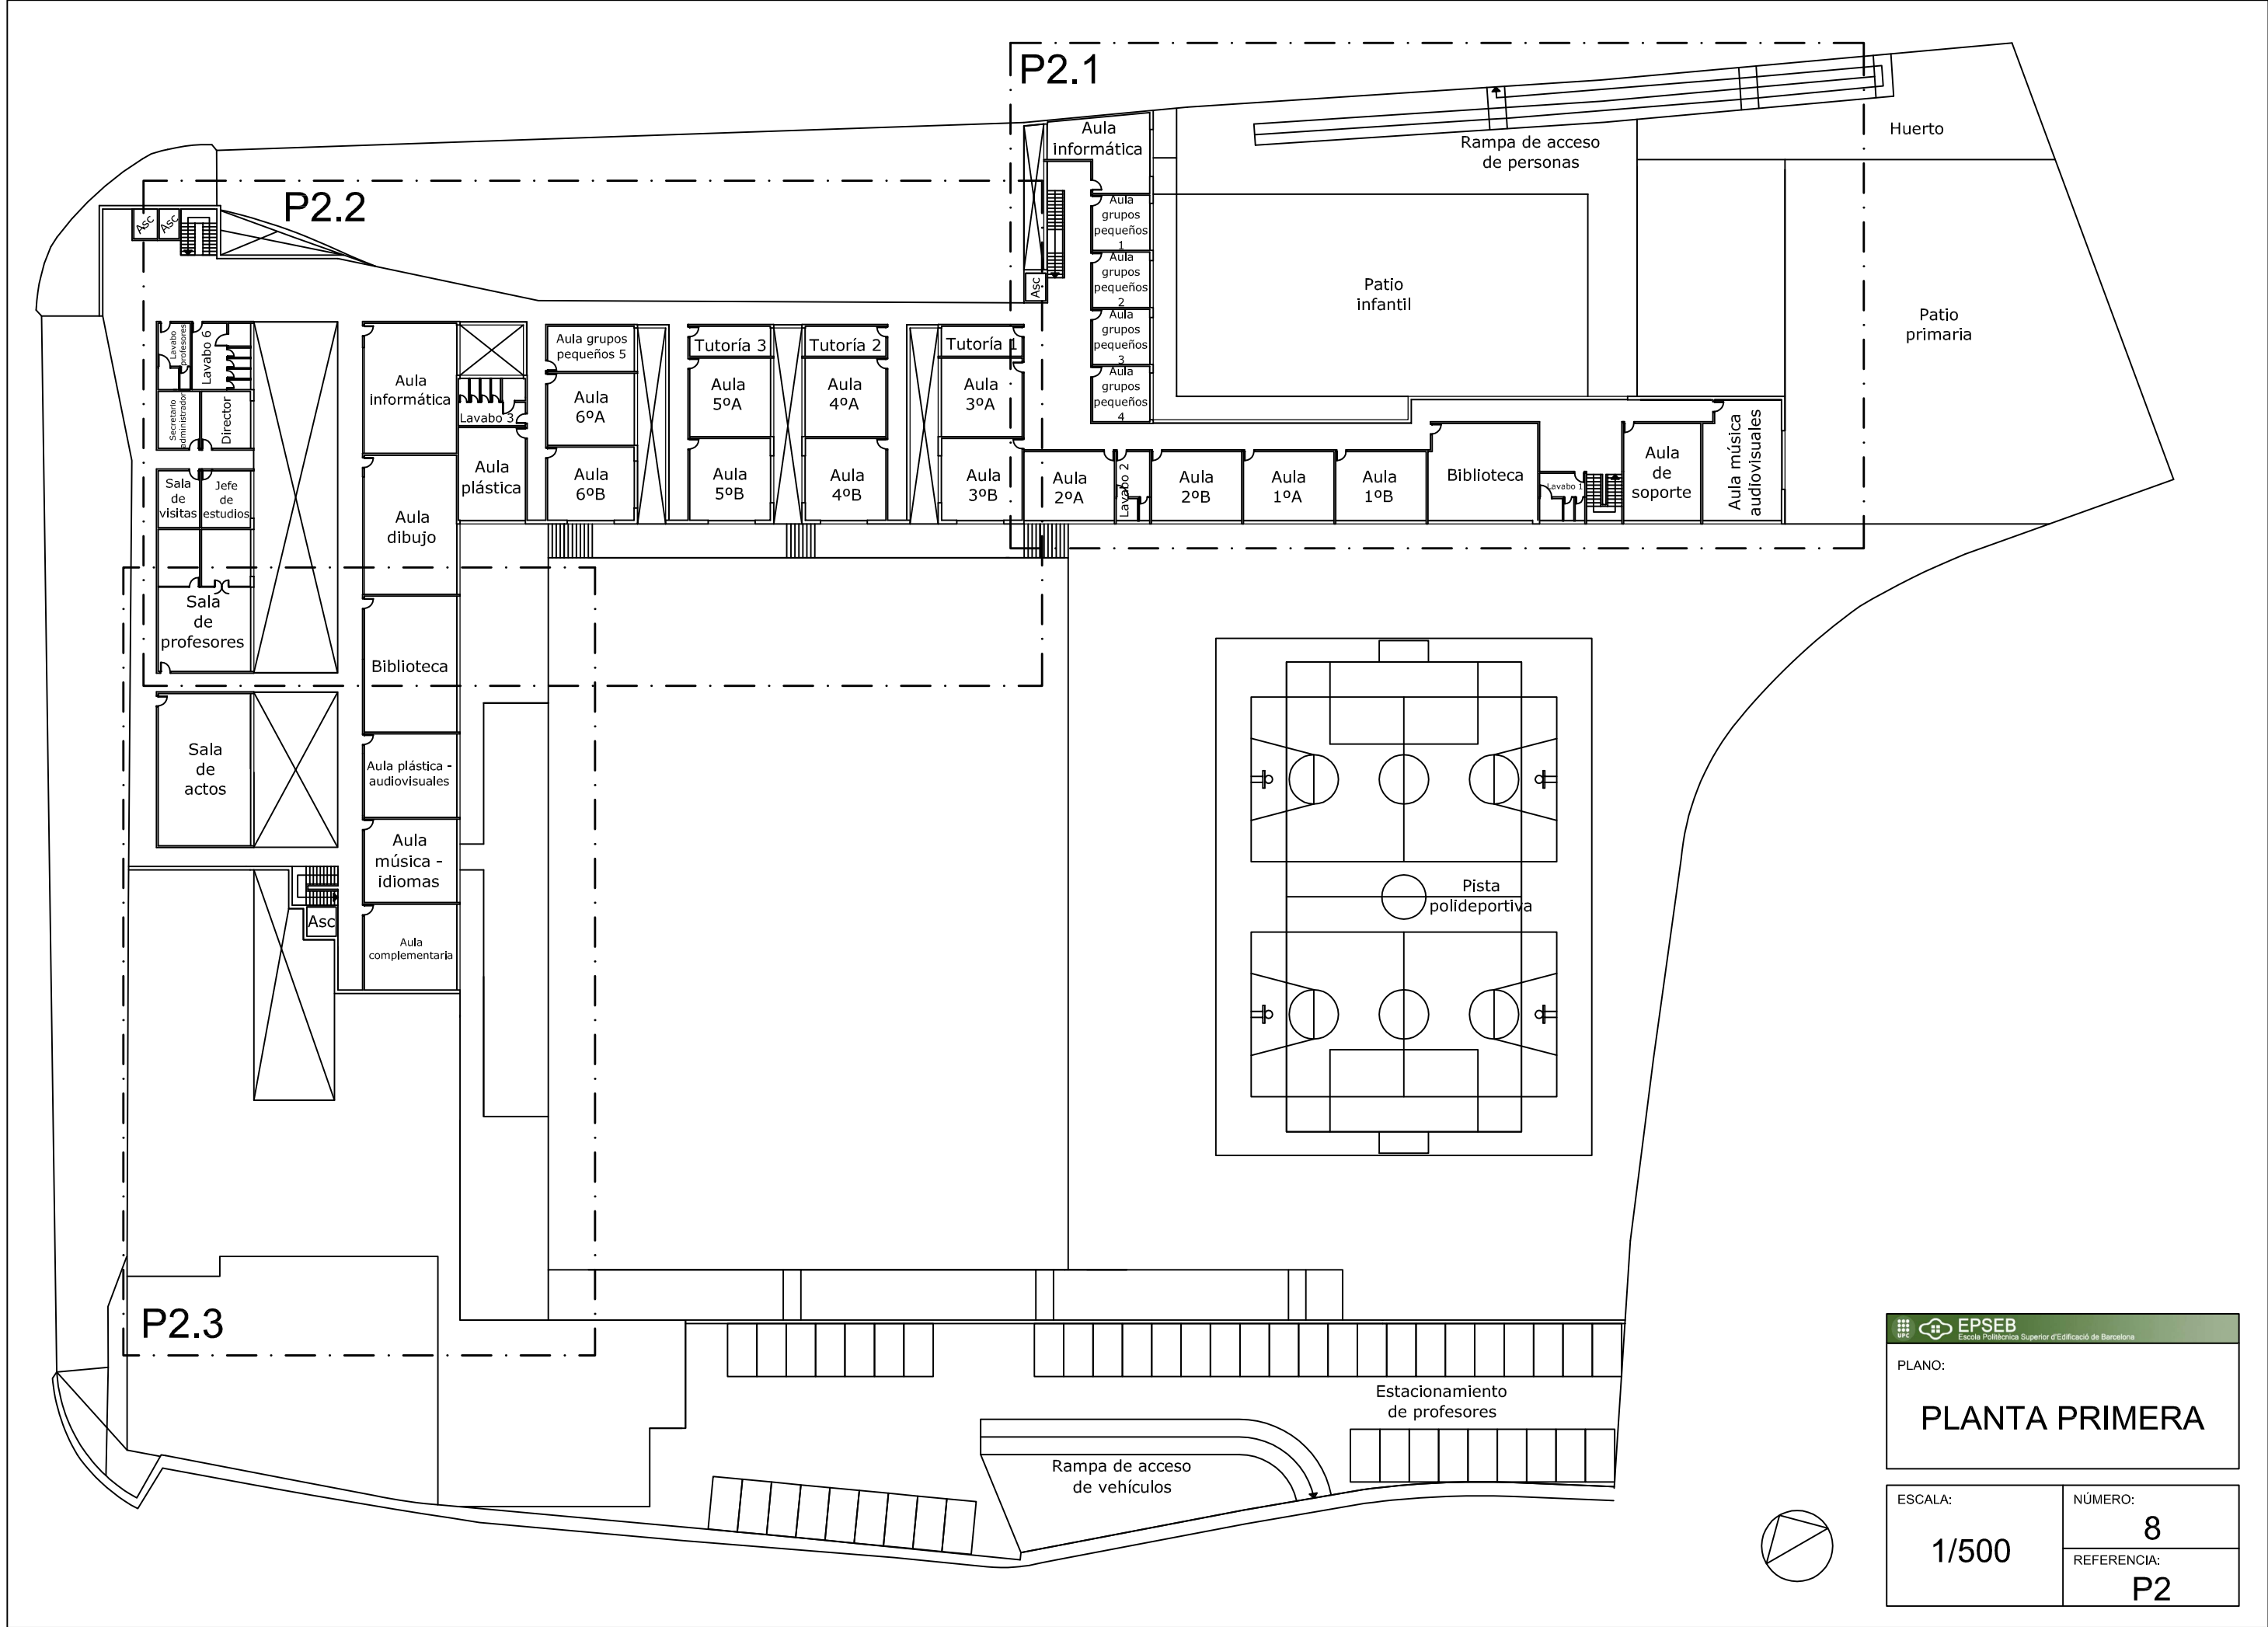 P2.1
Aula
informática
Rampa de acceso
de personas
Huerto
P2.2
Asc
Asc
Aula
grupos
pequeños
1
Aula
grupos
pequeños
2
Aula
grupos
pequeños
3
Aula
grupos
pequeños
4
Asc
Patio
infantil
Patio
primaria
Lavabo
profesores
Lavabo 6
Secretario
administrador
Director
Sala
de
visitas
Jefe
de
estudios
Sala
de
profesores
Aula
informática
Lavabo 3
Aula
plástica
Aula
dibujo
Biblioteca
Aula grupos
pequeños 5
Aula
6ºA
Aula
6ºB
Tutoría 3
Aula
5ºA
Aula
5ºB
Tutoría 2
Aula
4ºA
Aula
4ºB
Tutoría 1
Aula
3ºA
Aula
3ºB
Aula
2ºA
Lavabo 2
Aula
2ºB
Aula
1ºA
Aula
1ºB
Biblioteca
Lavabo 1
Aula
de
soporte
Aula música
audiovisuales
Sala
de
actos
Aula plástica -
audiovisuales
Aula
música -
idiomas
Asc
Aula
complementaria
Pista
polideportiva
P2.3
Estacionamiento
de profesores
Rampa de acceso
de vehículos
UPC
EPSEB
Escola Politècnica Superior d'Edificació de Barcelona
PLANO:
PLANTA PRIMERA
ESCALA:
1/500
NÚMERO:
8
REFERENCIA:
P2